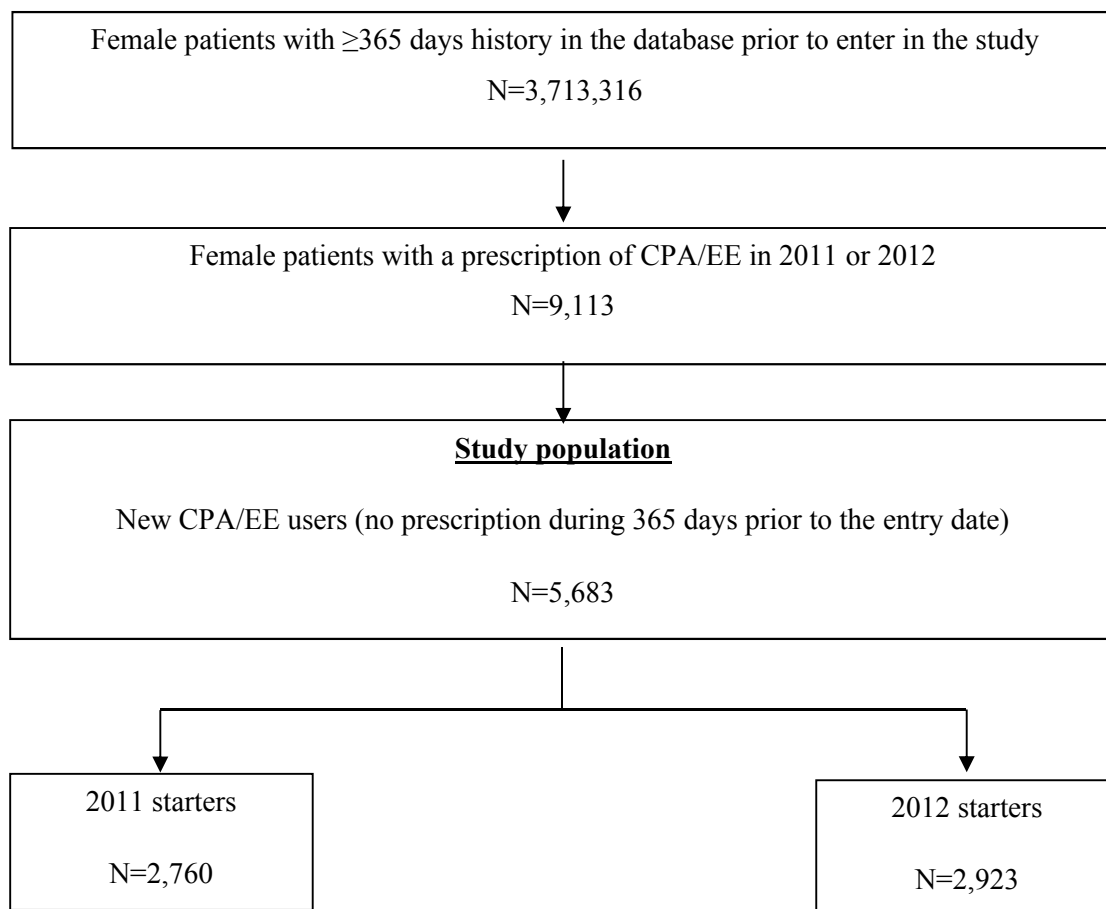 Female patients with ≥365 days history in the database prior to enter in the study
N=3,713,316
Female patients with a prescription of CPA/EE in 2011 or 2012
N=9,113
Study population
New CPA/EE users (no prescription during 365 days prior to the entry date)
N=5,683
2011 starters
N=2,760
2012 starters
N=2,923